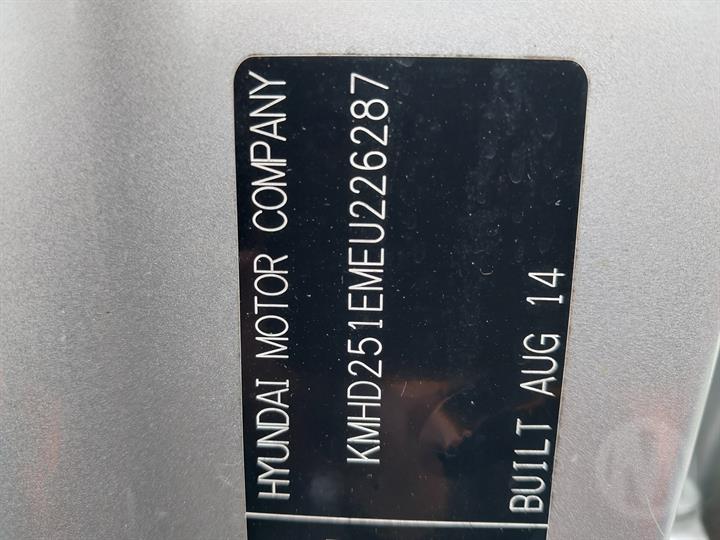 HYUNDAI MOTOR COMPANY
KMHD251EMEU226287
BUILT AUG 14